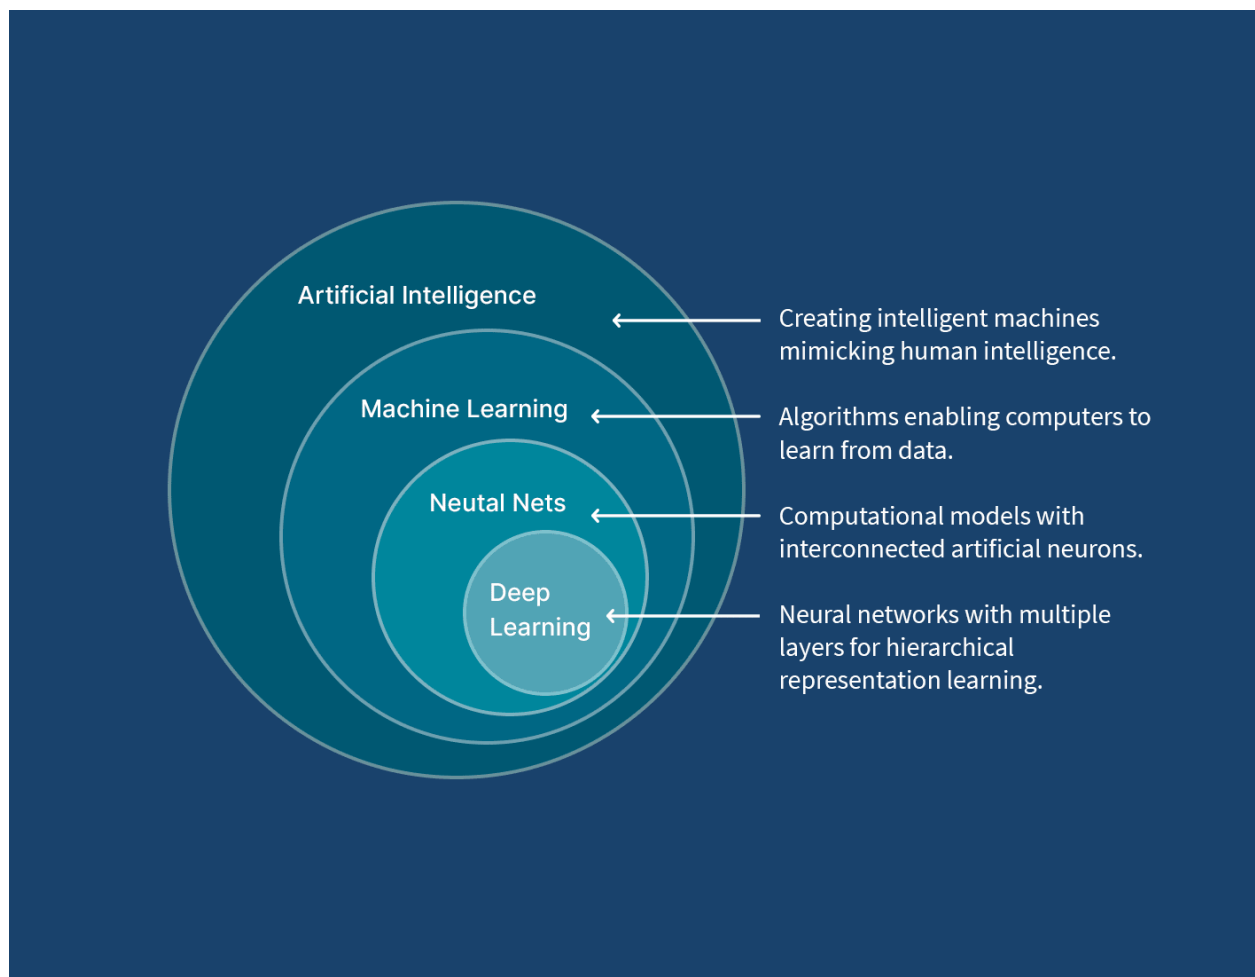 Artificial Intelligence
Creating intelligent machines
mimicking human intelligence.
Machine Learning
Algorithms enabling computers to
learn from data.
Neutal Nets
Computational models with
interconnected artificial neurons.
Deep
Learning
Neural networks with multiple
layers for hierarchical
representation learning.